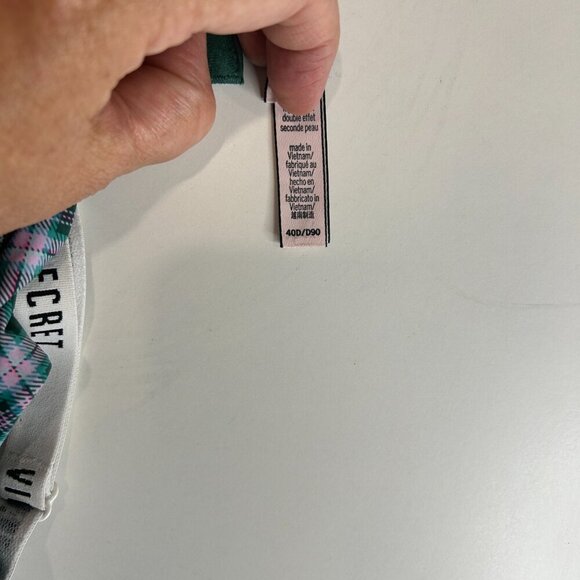 double effet
seconde peau
made in
Vietnam/
fabriqué au
Vietnam/
hecho en
Vietnam/
fabbricato in
Vietnam/
越南制造
40D/D90
ECRET
VI